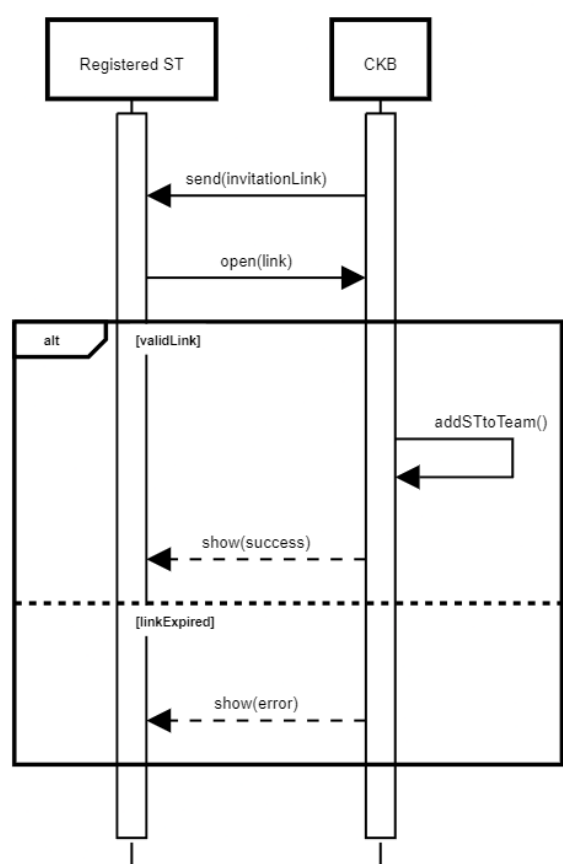 Registered ST
CKB
send(invitationLink)
open(link)
alt
[validLink]
addSTtoTeam()
show(success)
[linkExpired]
show(error)